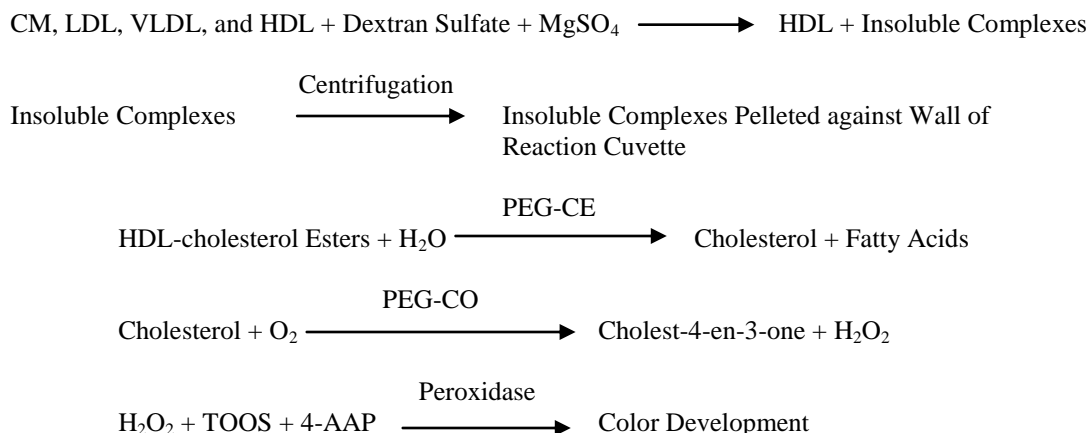 CM, LDL, VLDL, and HDL + Dextran Sulfate + MgSO₄ HDL + Insoluble Complexes
Centrifugation
Insoluble Complexes Insoluble Complexes Pelleted against Wall of
Reaction Cuvette
PEG-CE
HDL-cholesterol Esters + H₂O Cholesterol + Fatty Acids
PEG-CO
Cholesterol + O₂ Cholest-4-en-3-one + H₂O₂
Peroxidase
H₂O₂ + TOOS + 4-AAP Color Development